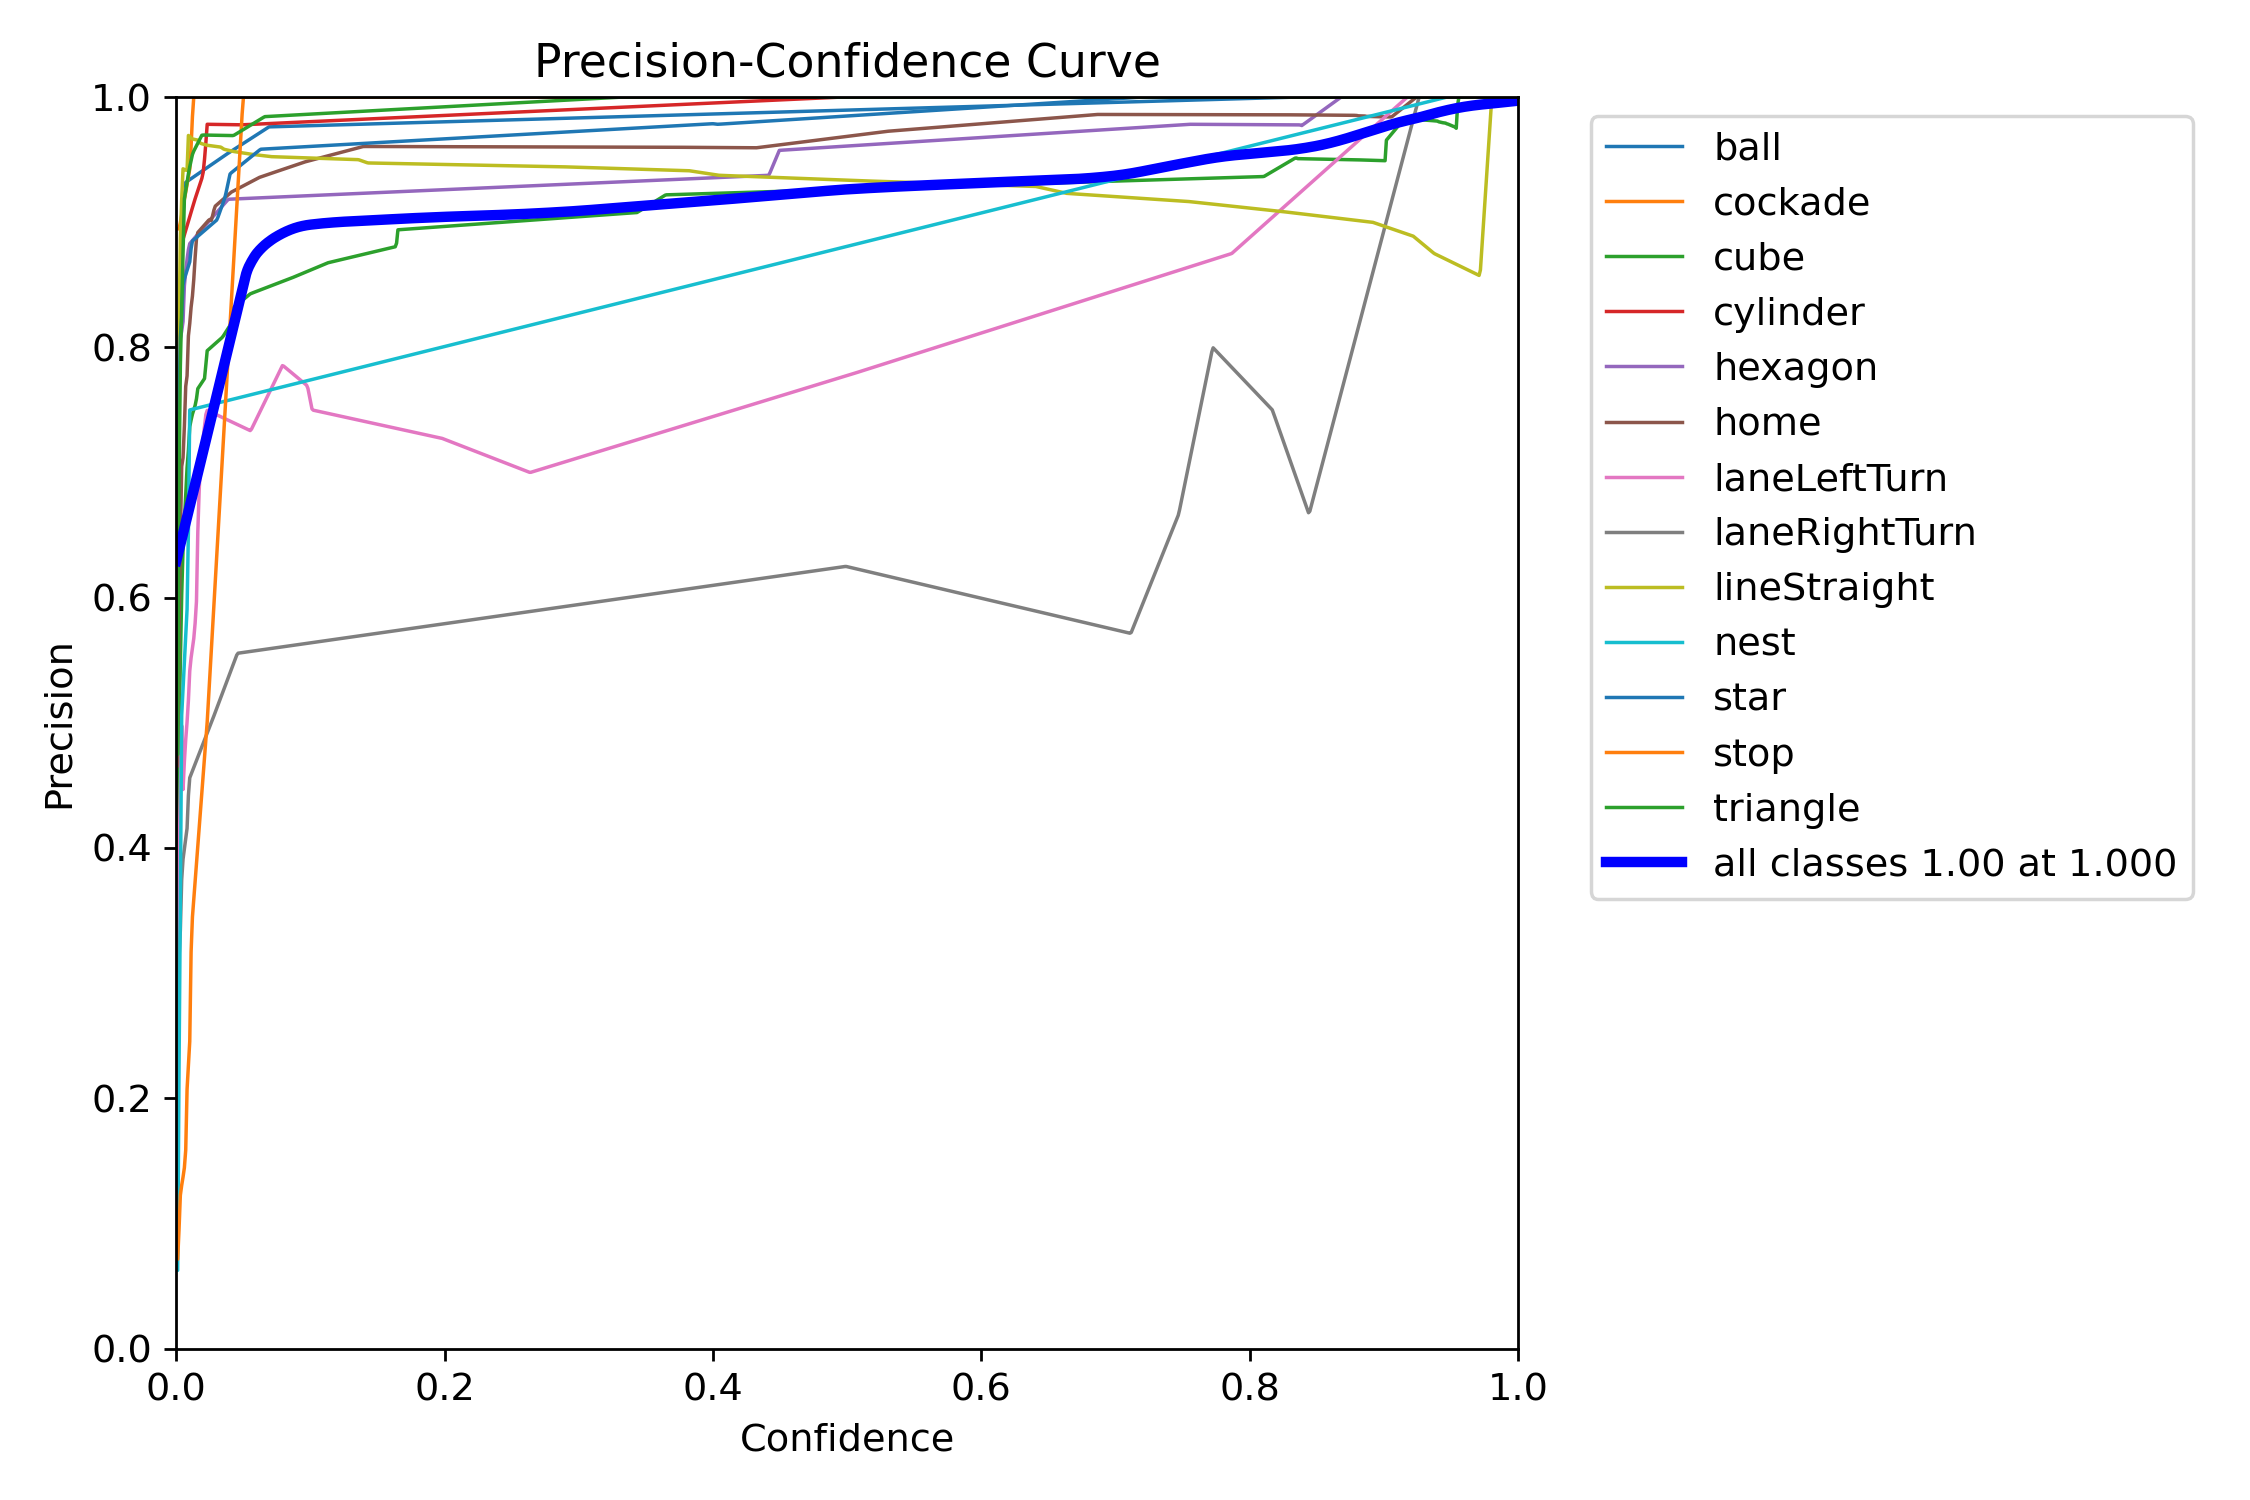 Precision-Confidence Curve
1.0
0.8
0.6
0.4
0.2
0.0
Precision
0.0 0.2 0.4 0.6 0.8 1.0
Confidence
ball
cockade
cube
cylinder
hexagon
home
laneLeftTurn
laneRightTurn
lineStraight
nest
star
stop
triangle
all classes 1.00 at 1.000